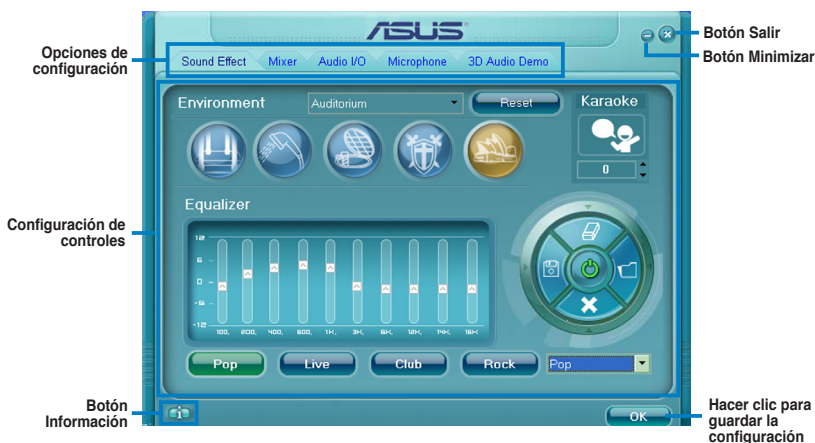 ASUS
Botón Salir
Botón Minimizar
Opciones de
configuración
Sound Effect Mixer Audio I/O Microphone 3D Audio Demo
Environment Auditorium Reset Karaoke
0
Configuración de
controles
Equalizer
12
6
0
-6
-12
100, 200, 400, 600, 1K, 3K, 6K, 12K, 14K, 16K
Pop Live Club Rock Pop
Botón
Información
i
OK
Hacer clic para
guardar la
configuración